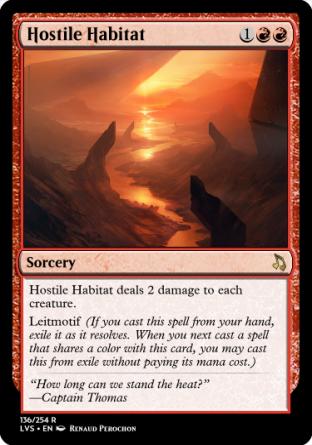 Hostile Habitat 1
Sorcery
Hostile Habitat deals 2 damage to each
creature.
Leitmotif (If you cast this spell from your hand,
exile it as it resolves. When you next cast a spell
that shares a color with this card, you may cast
this from exile without paying its mana cost.)
“How long can we stand the heat?”
—Captain Thomas
136/254 R
LVS • EN Renaud Perochon